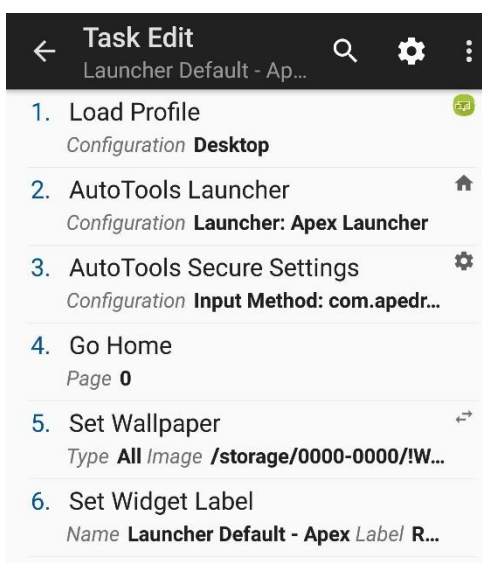 Task Edit
Launcher Default - Ap...
1. Load Profile
Configuration Desktop
2. AutoTools Launcher
Configuration Launcher: Apex Launcher
3. AutoTools Secure Settings
Configuration Input Method: com.apedr...
4. Go Home
Page 0
5. Set Wallpaper
Type All Image /storage/0000-0000/!W...
6. Set Widget Label
Name Launcher Default - Apex Label R...